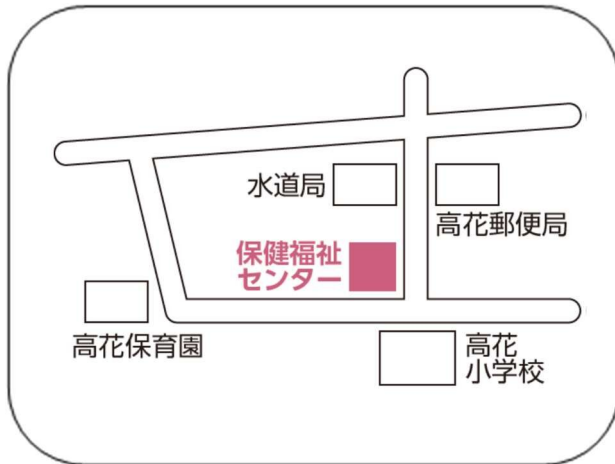 水道局
高花郵便局
保健福祉
センター
高花保育園
高花
小学校